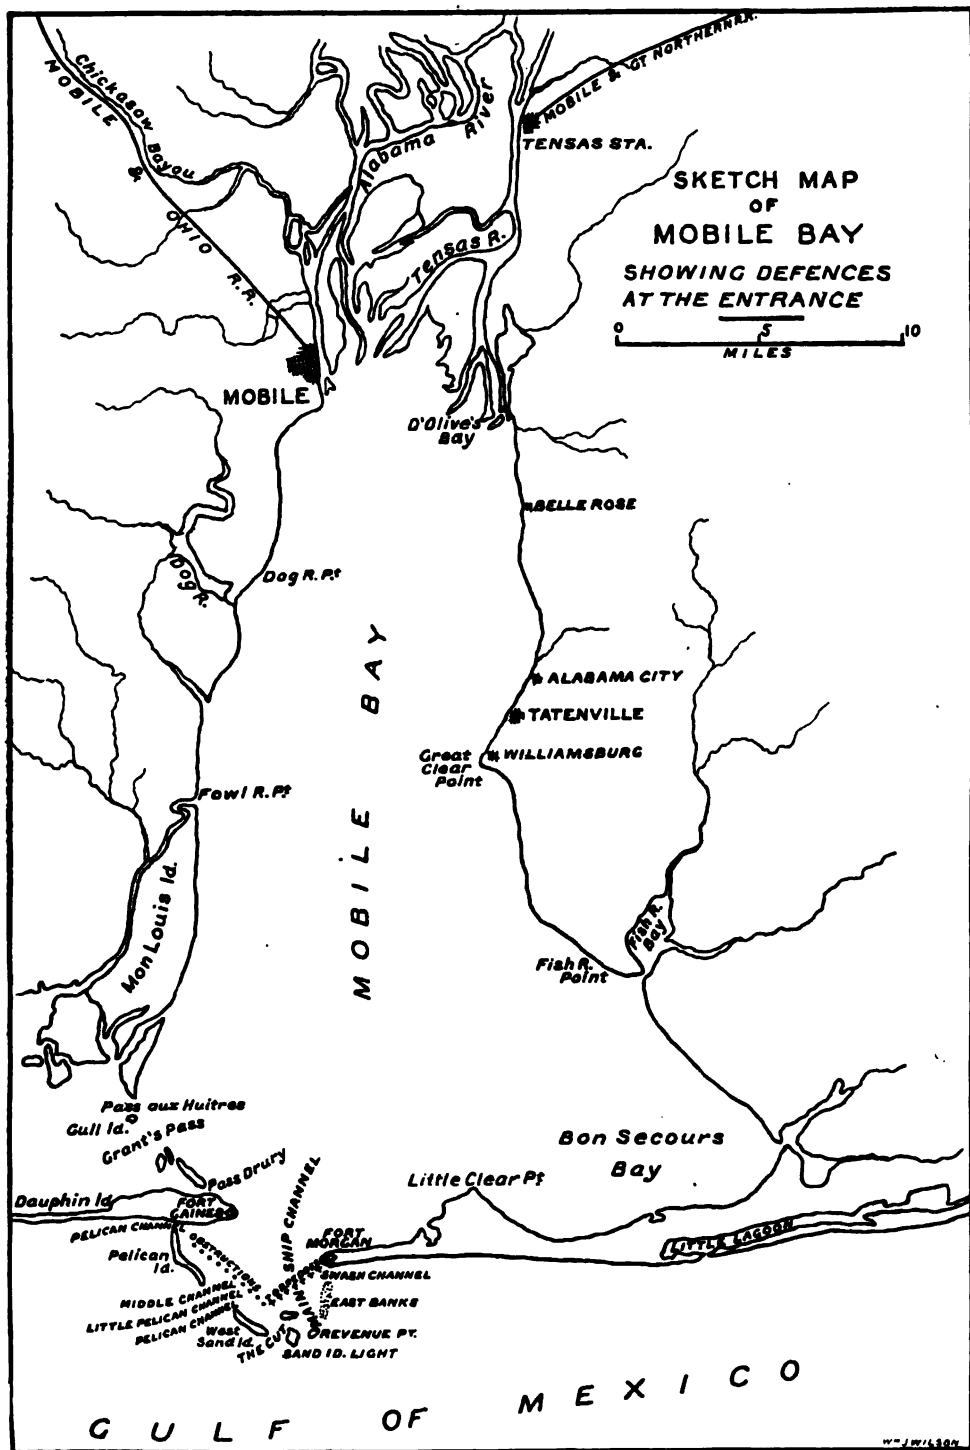 SKETCH MAP
OF
MOBILE BAY
SHOWING DEFENCES
AT THE ENTRANCE
0 5 10
MILES
Chickasaw Bayou
MOBILE & OHIO R.R.
Alabama River
MOBILE & GT NORTHERN R.R.
TENSAS STA.
Tensas R.
MOBILE
D'Olive's
Bay
BELLE ROSE
Dog R.
Dog R. Pt
ALABAMA CITY
TATENVILLE
WILLIAMSBURG
Great
Clear
Point
MOBILE BAY
Fowl R. Pt
Mon Louis Id.
Fish R.
Bay
Fish R.
Point
Pass aux Huitres
Gull Id.
Grant's Pass
Pass Drury
Bon Secours
Bay
Little Clear Pt
Dauphin Id
FORT
GAINES
PELICAN CHANNEL
Pelican
Id.
OBSTRUCTIONS
MAIN SHIP CHANNEL
FORT
MORGAN
TORPEDOES
SWASH CHANNEL
EAST BANKS
LITTLE LAGOON
MIDDLE CHANNEL
LITTLE PELICAN CHANNEL
PELICAN CHANNEL
West
Sand Id.
THE CUT
REVENUE PT.
SAND ID. LIGHT
GULF OF MEXICO
Wm J WILSON